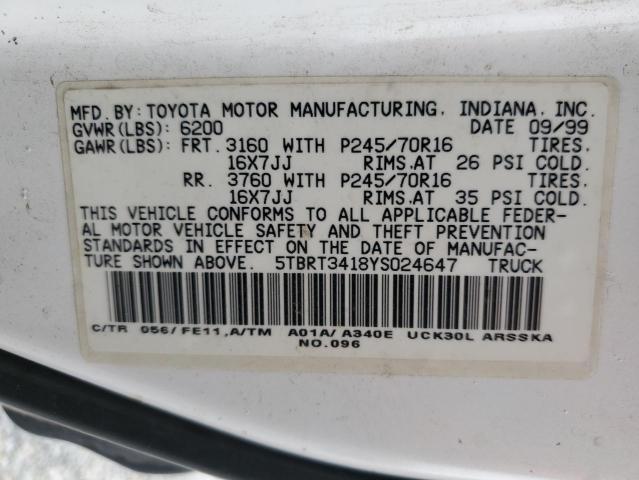 MFD. BY: TOYOTA MOTOR MANUFACTURING, INDIANA, INC.
GVWR(LBS): 6200 DATE 09/99
GAWR(LBS): FRT. 3160 WITH P245/70R16 TIRES,
16X7JJ RIMS,AT 26 PSI COLD.
RR. 3760 WITH P245/70R16 TIRES,
16X7JJ RIMS,AT 35 PSI COLD.
THIS VEHICLE CONFORMS TO ALL APPLICABLE FEDER-
AL MOTOR VEHICLE SAFETY AND THEFT PREVENTION
STANDARDS IN EFFECT ON THE DATE OF MANUFAC-
TURE SHOWN ABOVE. 5TBRT3418YS024647 TRUCK
C/TR 056/FE11,A/TM A01A/A340E UCK30L ARSSKA
NO.096